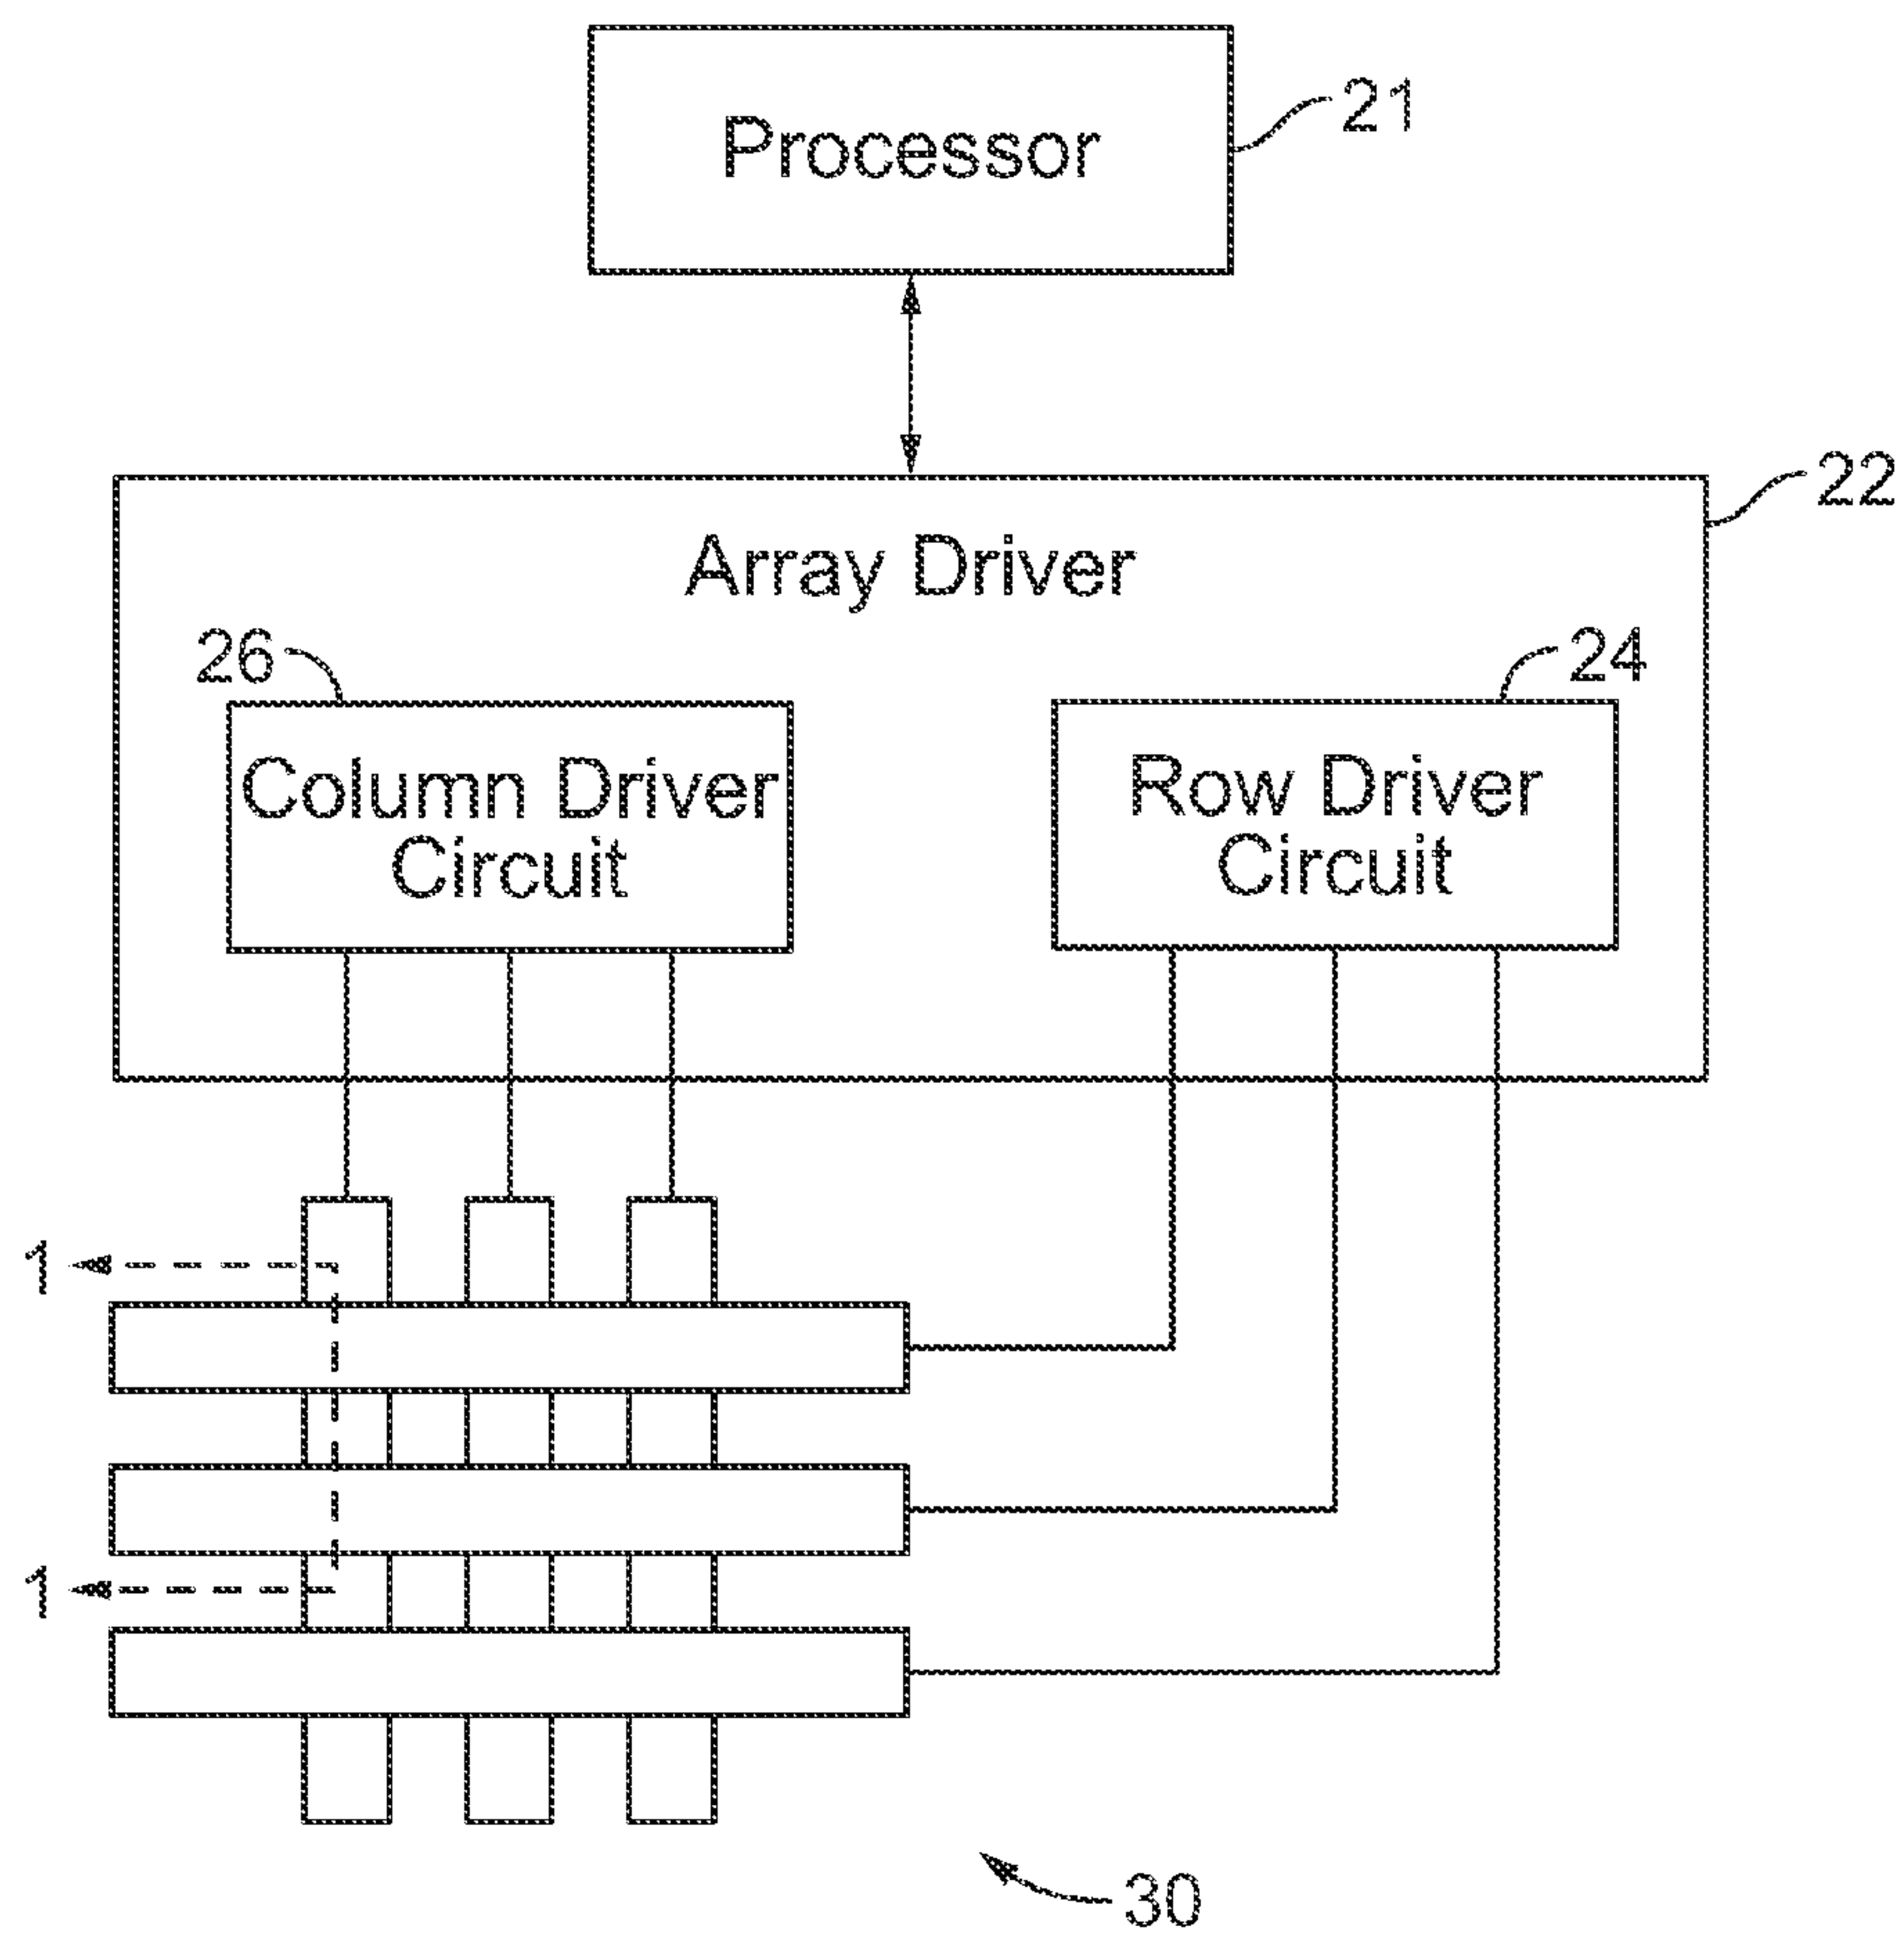 Processor
21
22
Array Driver
26
24
Column Driver
Circuit
Row Driver
Circuit
1
1
30